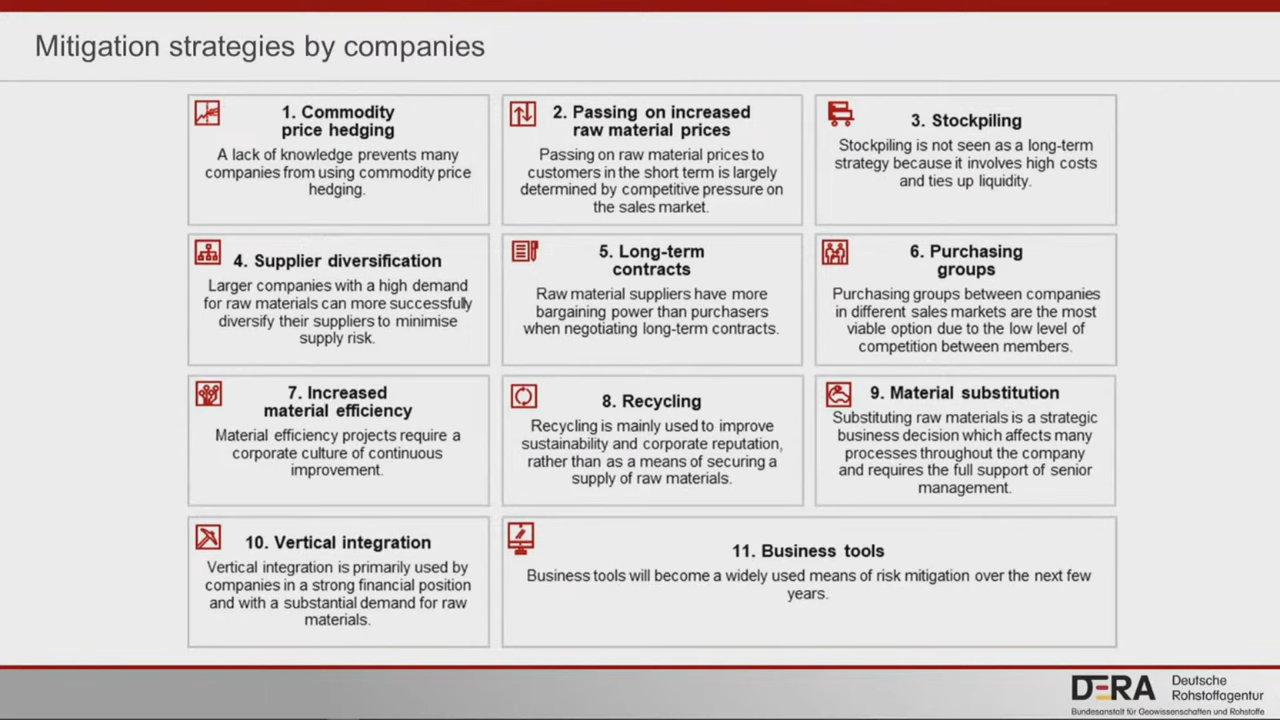 Mitigation strategies by companies
1. Commodity
price hedging
A lack of knowledge prevents many
companies from using commodity price
hedging.
2. Passing on increased
raw material prices
Passing on raw material prices to
customers in the short term is largely
determined by competitive pressure on
the sales market.
3. Stockpiling
Stockpiling is not seen as a long-term
strategy because it involves high costs
and ties up liquidity.
4. Supplier diversification
Larger companies with a high demand
for raw materials can more successfully
diversify their suppliers to minimise
supply risk.
5. Long-term
contracts
Raw material suppliers have more
bargaining power than purchasers
when negotiating long-term contracts.
6. Purchasing
groups
Purchasing groups between companies
in different sales markets are the most
viable option due to the low level of
competition between members.
7. Increased
material efficiency
Material efficiency projects require a
corporate culture of continuous
improvement.
8. Recycling
Recycling is mainly used to improve
sustainability and corporate reputation,
rather than as a means of securing a
supply of raw materials.
9. Material substitution
Substituting raw materials is a strategic
business decision which affects many
processes throughout the company
and requires the full support of senior
management.
10. Vertical integration
Vertical integration is primarily used by
companies in a strong financial position
and with a substantial demand for raw
materials.
11. Business tools
Business tools will become a widely used means of risk mitigation over the next few
years.
DERA
Deutsche
Rohstoffagentur
Bundesanstalt für Geowissenschaften und Rohstoffe